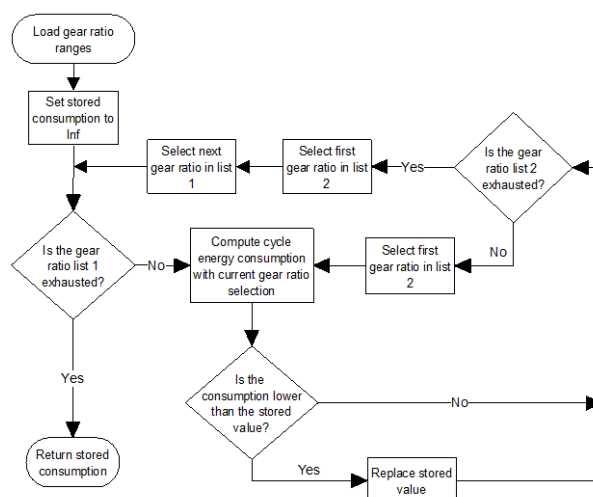 Load gear ratio
ranges
Set stored
consumption to
Inf
Select next
gear ratio in list
1
Select first
gear ratio in list
2
Yes
Is the gear
ratio list 2
exhausted?
No
Is the gear
ratio list 1
exhausted?
No
Compute cycle
energy consumption
with current gear ratio
selection
Select first
gear ratio in list
2
Yes
Is the
consumption lower
than the stored
value?
No
Yes
Replace stored
value
Return stored
consumption